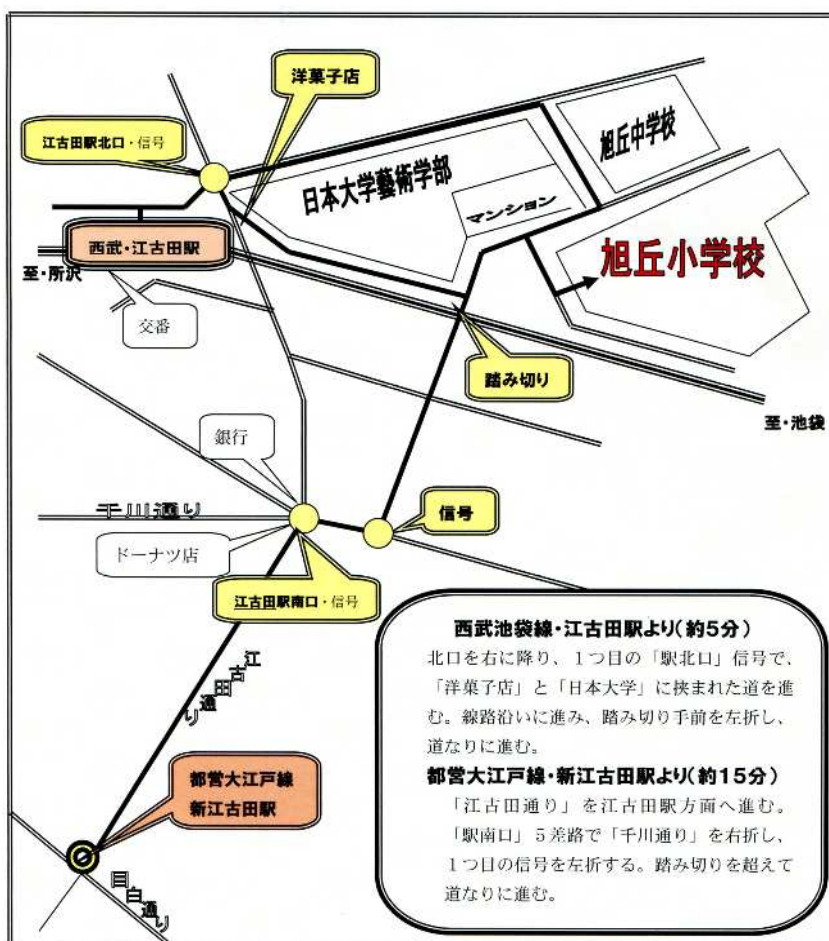 洋菓子店
江古田駅北口・信号
旭丘中学校
日本大学藝術学部
マンション
西武・江古田駅
旭丘小学校
至・所沢
交番
踏み切り
至・池袋
銀行
千川通り
信号
ドーナツ店
江古田駅南口・信号
江古田通り
都営大江戸線
新江古田駅
目白通り
西武池袋線・江古田駅より(約5分)
北口を右に降り、1つ目の「駅北口」信号で、
「洋菓子店」と「日本大学」に挟まれた道を進
む。線路沿いに進み、踏み切り手前を左折し、
道なりに進む。
都営大江戸線・新江古田駅より(約15分)
「江古田通り」を江古田駅方面へ進む。
「駅南口」5差路で「千川通り」を右折し、
1つ目の信号を左折する。踏み切りを超えて
道なりに進む。